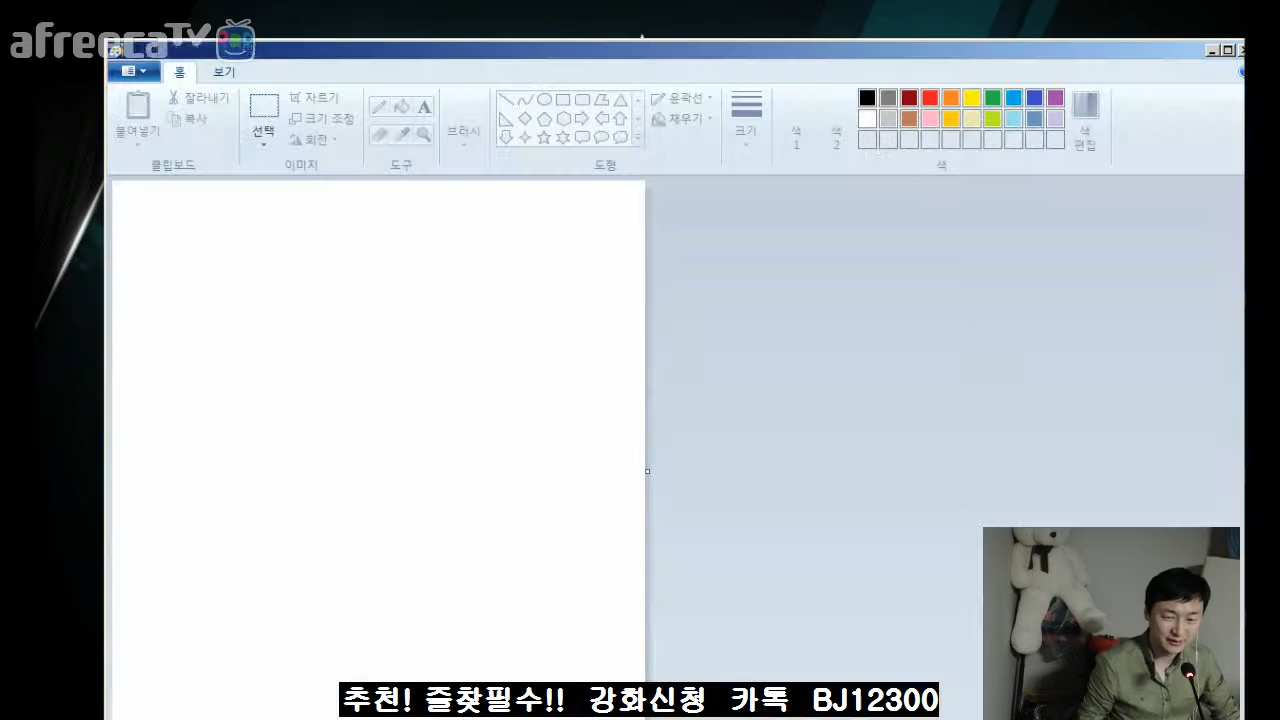 afreecaTV
홈 보기
붙여넣기 잘라내기 복사
클립보드
선택 자르기 크기 조정 회전
이미지
A
도구
브러시
윤곽선 채우기
도형
크기
색 1
색 2
색 편집
색
추천! 즐찾필수!! 강화신청 카톡 BJ12300